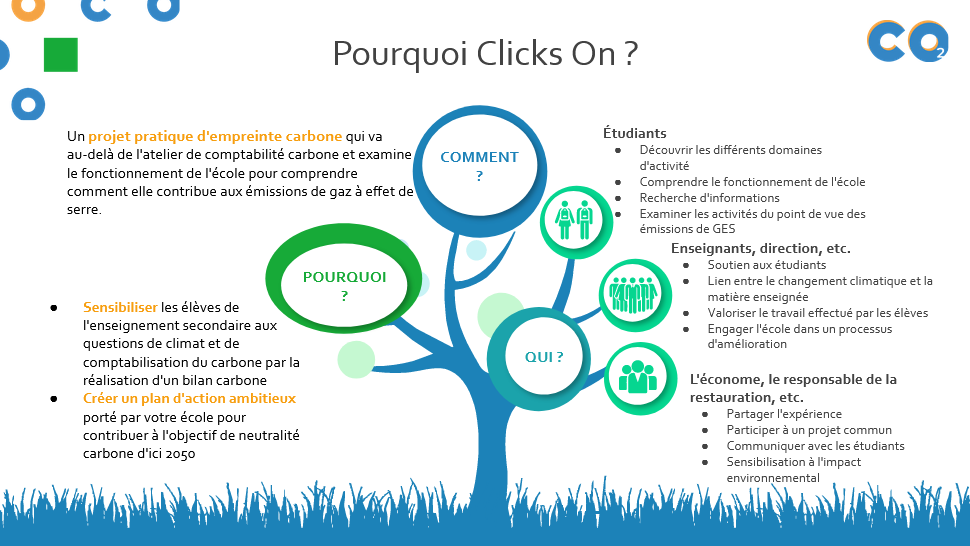 Pourquoi Clicks On ?
CO2
Un projet pratique d'empreinte carbone qui va
au-delà de l'atelier de comptabilité carbone et examine
le fonctionnement de l'école pour comprendre
comment elle contribue aux émissions de gaz à effet de
serre.
COMMENT
?
POURQUOI
?
● Sensibiliser les élèves de
l'enseignement secondaire aux
questions de climat et de
comptabilisation du carbone par la
réalisation d'un bilan carbone
● Créer un plan d'action ambitieux
porté par votre école pour
contribuer à l'objectif de neutralité
carbone d'ici 2050
QUI ?
Étudiants
● Découvrir les différents domaines
d'activité
● Comprendre le fonctionnement de l'école
● Recherche d'informations
● Examiner les activités du point de vue des
émissions de GES
Enseignants, direction, etc.
● Soutien aux étudiants
● Lien entre le changement climatique et la
matière enseignée
● Valoriser le travail effectué par les élèves
● Engager l'école dans un processus
d'amélioration
L'économe, le responsable de la
restauration, etc.
● Partager l'expérience
● Participer à un projet commun
● Communiquer avec les étudiants
● Sensibilisation à l'impact
environnemental